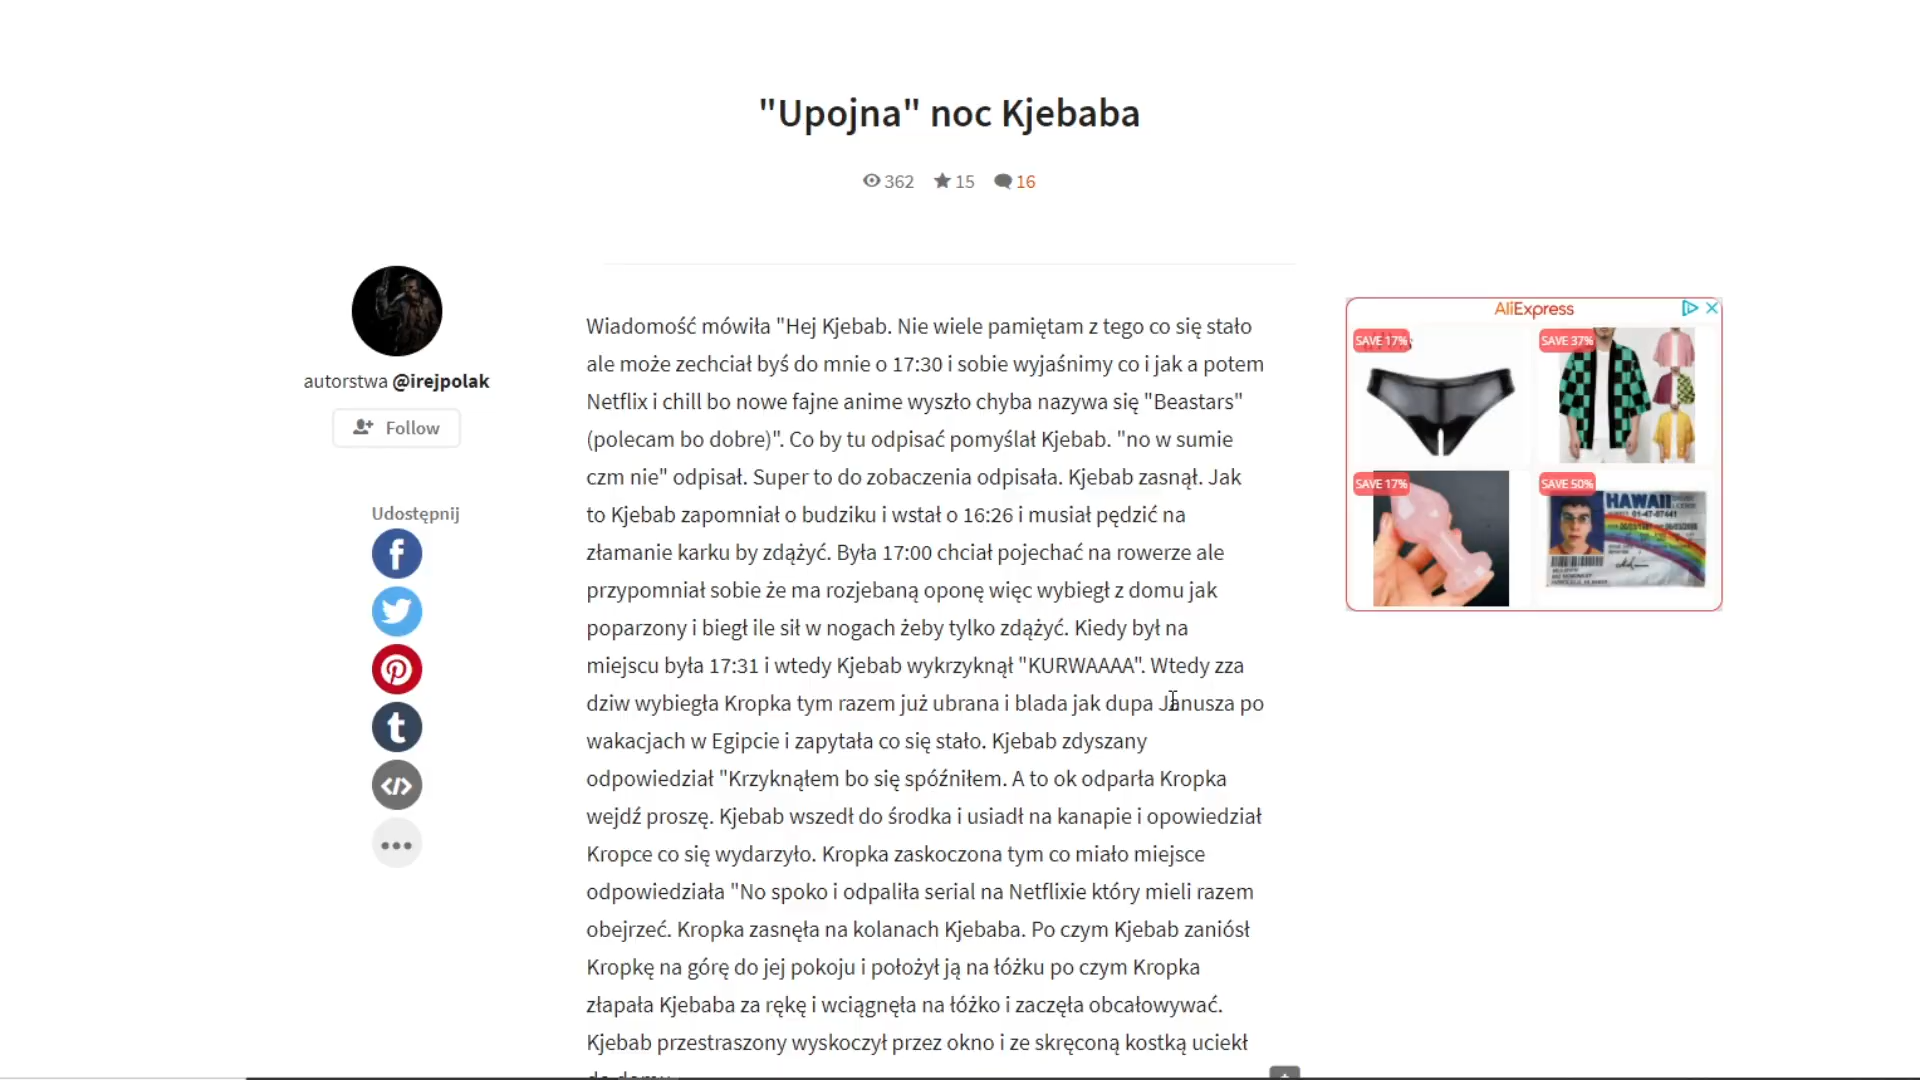 "Upojna" noc Kjebaba
362 15 16
autorstwa @irejpolak
Follow
Udostępnij
Wiadomość mówiła "Hej Kjebab. Nie wiele pamiętam z tego co się stało
ale może zechciał byś do mnie o 17:30 i sobie wyjaśnimy co i jak a potem
Netflix i chill bo nowe fajne anime wyszło chyba nazywa się "Beastars"
(polecam bo dobre)". Co by tu odpisać pomyślał Kjebab. "no w sumie
czm nie" odpisał. Super to do zobaczenia odpisała. Kjebab zasnął. Jak
to Kjebab zapomniał o budziku i wstał o 16:26 i musiał pędzić na
złamanie karku by zdążyć. Była 17:00 chciał pojechać na rowerze ale
przypomniał sobie że ma rozjebaną oponę więc wybiegł z domu jak
poparzony i biegł ile sił w nogach żeby tylko zdążyć. Kiedy był na
miejscu była 17:31 i wtedy Kjebab wykrzyknął "KURWAAAA". Wtedy zza
dziw wybiegła Kropka tym razem już ubrana i blada jak dupa Janusza po
wakacjach w Egipcie i zapytała co się stało. Kjebab zdyszany
odpowiedział "Krzyknąłem bo się spóźniłem. A to ok odparła Kropka
wejdź proszę. Kjebab wszedł do środka i usiadł na kanapie i opowiedział
Kropce co się wydarzyło. Kropka zaskoczona tym co miało miejsce
odpowiedziała "No spoko i odpaliła serial na Netflixie który mieli razem
obejrzeć. Kropka zasnęła na kolanach Kjebaba. Po czym Kjebab zaniósł
Kropkę na górę do jej pokoju i położył ją na łóżku po czym Kropka
złapała Kjebaba za rękę i wciągnęła na łóżko i zaczęła obcałowywać.
Kjebab przestraszony wyskoczył przez okno i ze skręconą kostką uciekł
AliExpress
SAVE 17%
SAVE 37%
SAVE 17%
SAVE 50%
HAWAII
01-47-87441